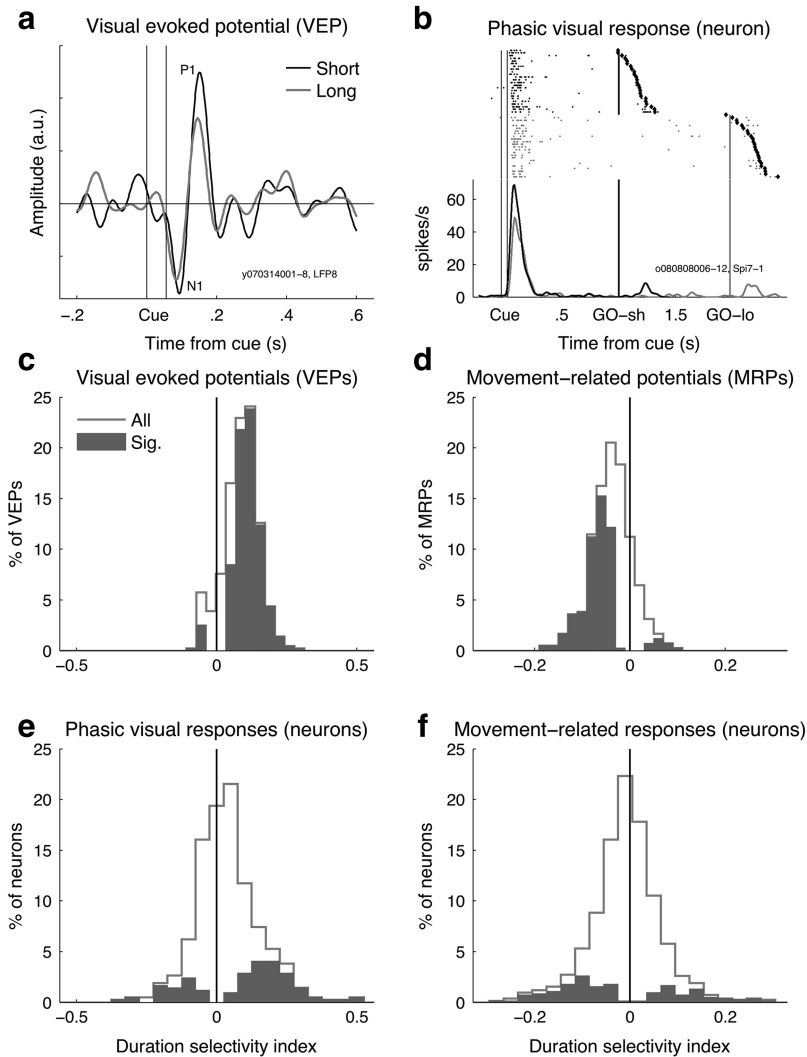 a
Visual evoked potential (VEP)
Amplitude (a.u.)
P1
Short
Long
N1
y070314001−8, LFP8
−.2 Cue .2 .4 .6
Time from cue (s)
b
Phasic visual response (neuron)
spikes/s
60
40
20
0
o080808006−12, Spi7−1
Cue .5 GO−sh 1.5 GO−lo
Time from cue (s)
c
Visual evoked potentials (VEPs)
% of VEPs
25
20
15
10
5
0
All
Sig.
−0.5 0 0.5
d
Movement−related potentials (MRPs)
% of MRPs
25
20
15
10
5
0
−0.2 0 0.2
e
Phasic visual responses (neurons)
% of neurons
25
20
15
10
5
0
−0.5 0 0.5
Duration selectivity index
f
Movement−related responses (neurons)
% of neurons
25
20
15
10
5
0
−0.2 0 0.2
Duration selectivity index